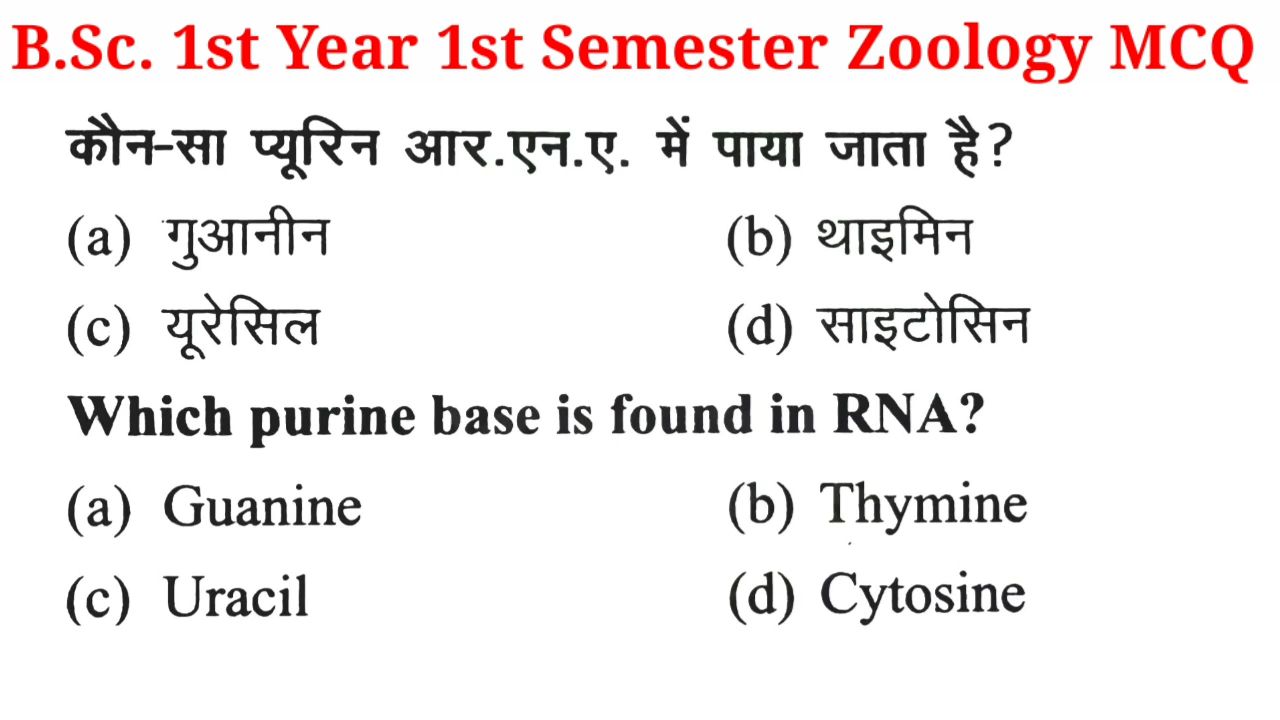 B.Sc. 1st Year 1st Semester Zoology MCQ
कौन-सा प्यूरिन आर.एन.ए. में पाया जाता है?
(a) गुआनीन (b) थाइमिन
(c) यूरेसिल (d) साइटोसिन
Which purine base is found in RNA?
(a) Guanine (b) Thymine
(c) Uracil (d) Cytosine